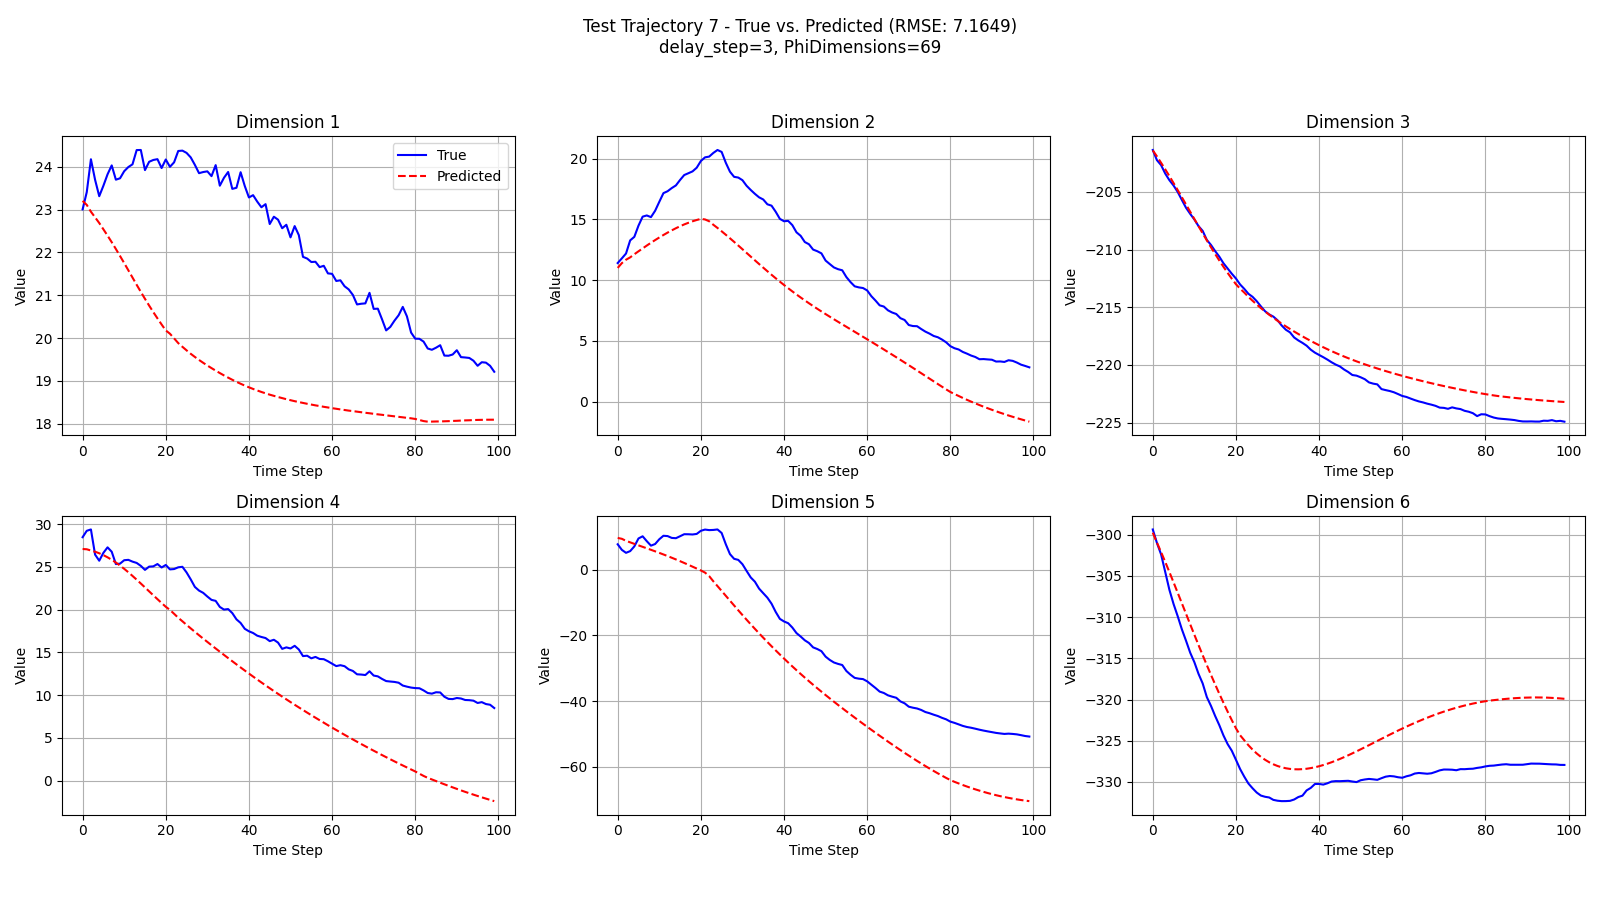 Test Trajectory 7 - True vs. Predicted (RMSE: 7.1649)
delay_step=3, PhiDimensions=69
Dimension 1
24
23
22
21
20
19
18
Value
0 20 40 60 80 100
Time Step
True
Predicted
Dimension 2
20
15
10
5
0
Value
0 20 40 60 80 100
Time Step
Dimension 3
−205
−210
−215
−220
−225
Value
0 20 40 60 80 100
Time Step
Dimension 4
30
25
20
15
10
5
0
Value
0 20 40 60 80 100
Time Step
Dimension 5
0
−20
−40
−60
Value
0 20 40 60 80 100
Time Step
Dimension 6
−300
−305
−310
−315
−320
−325
−330
Value
0 20 40 60 80 100
Time Step